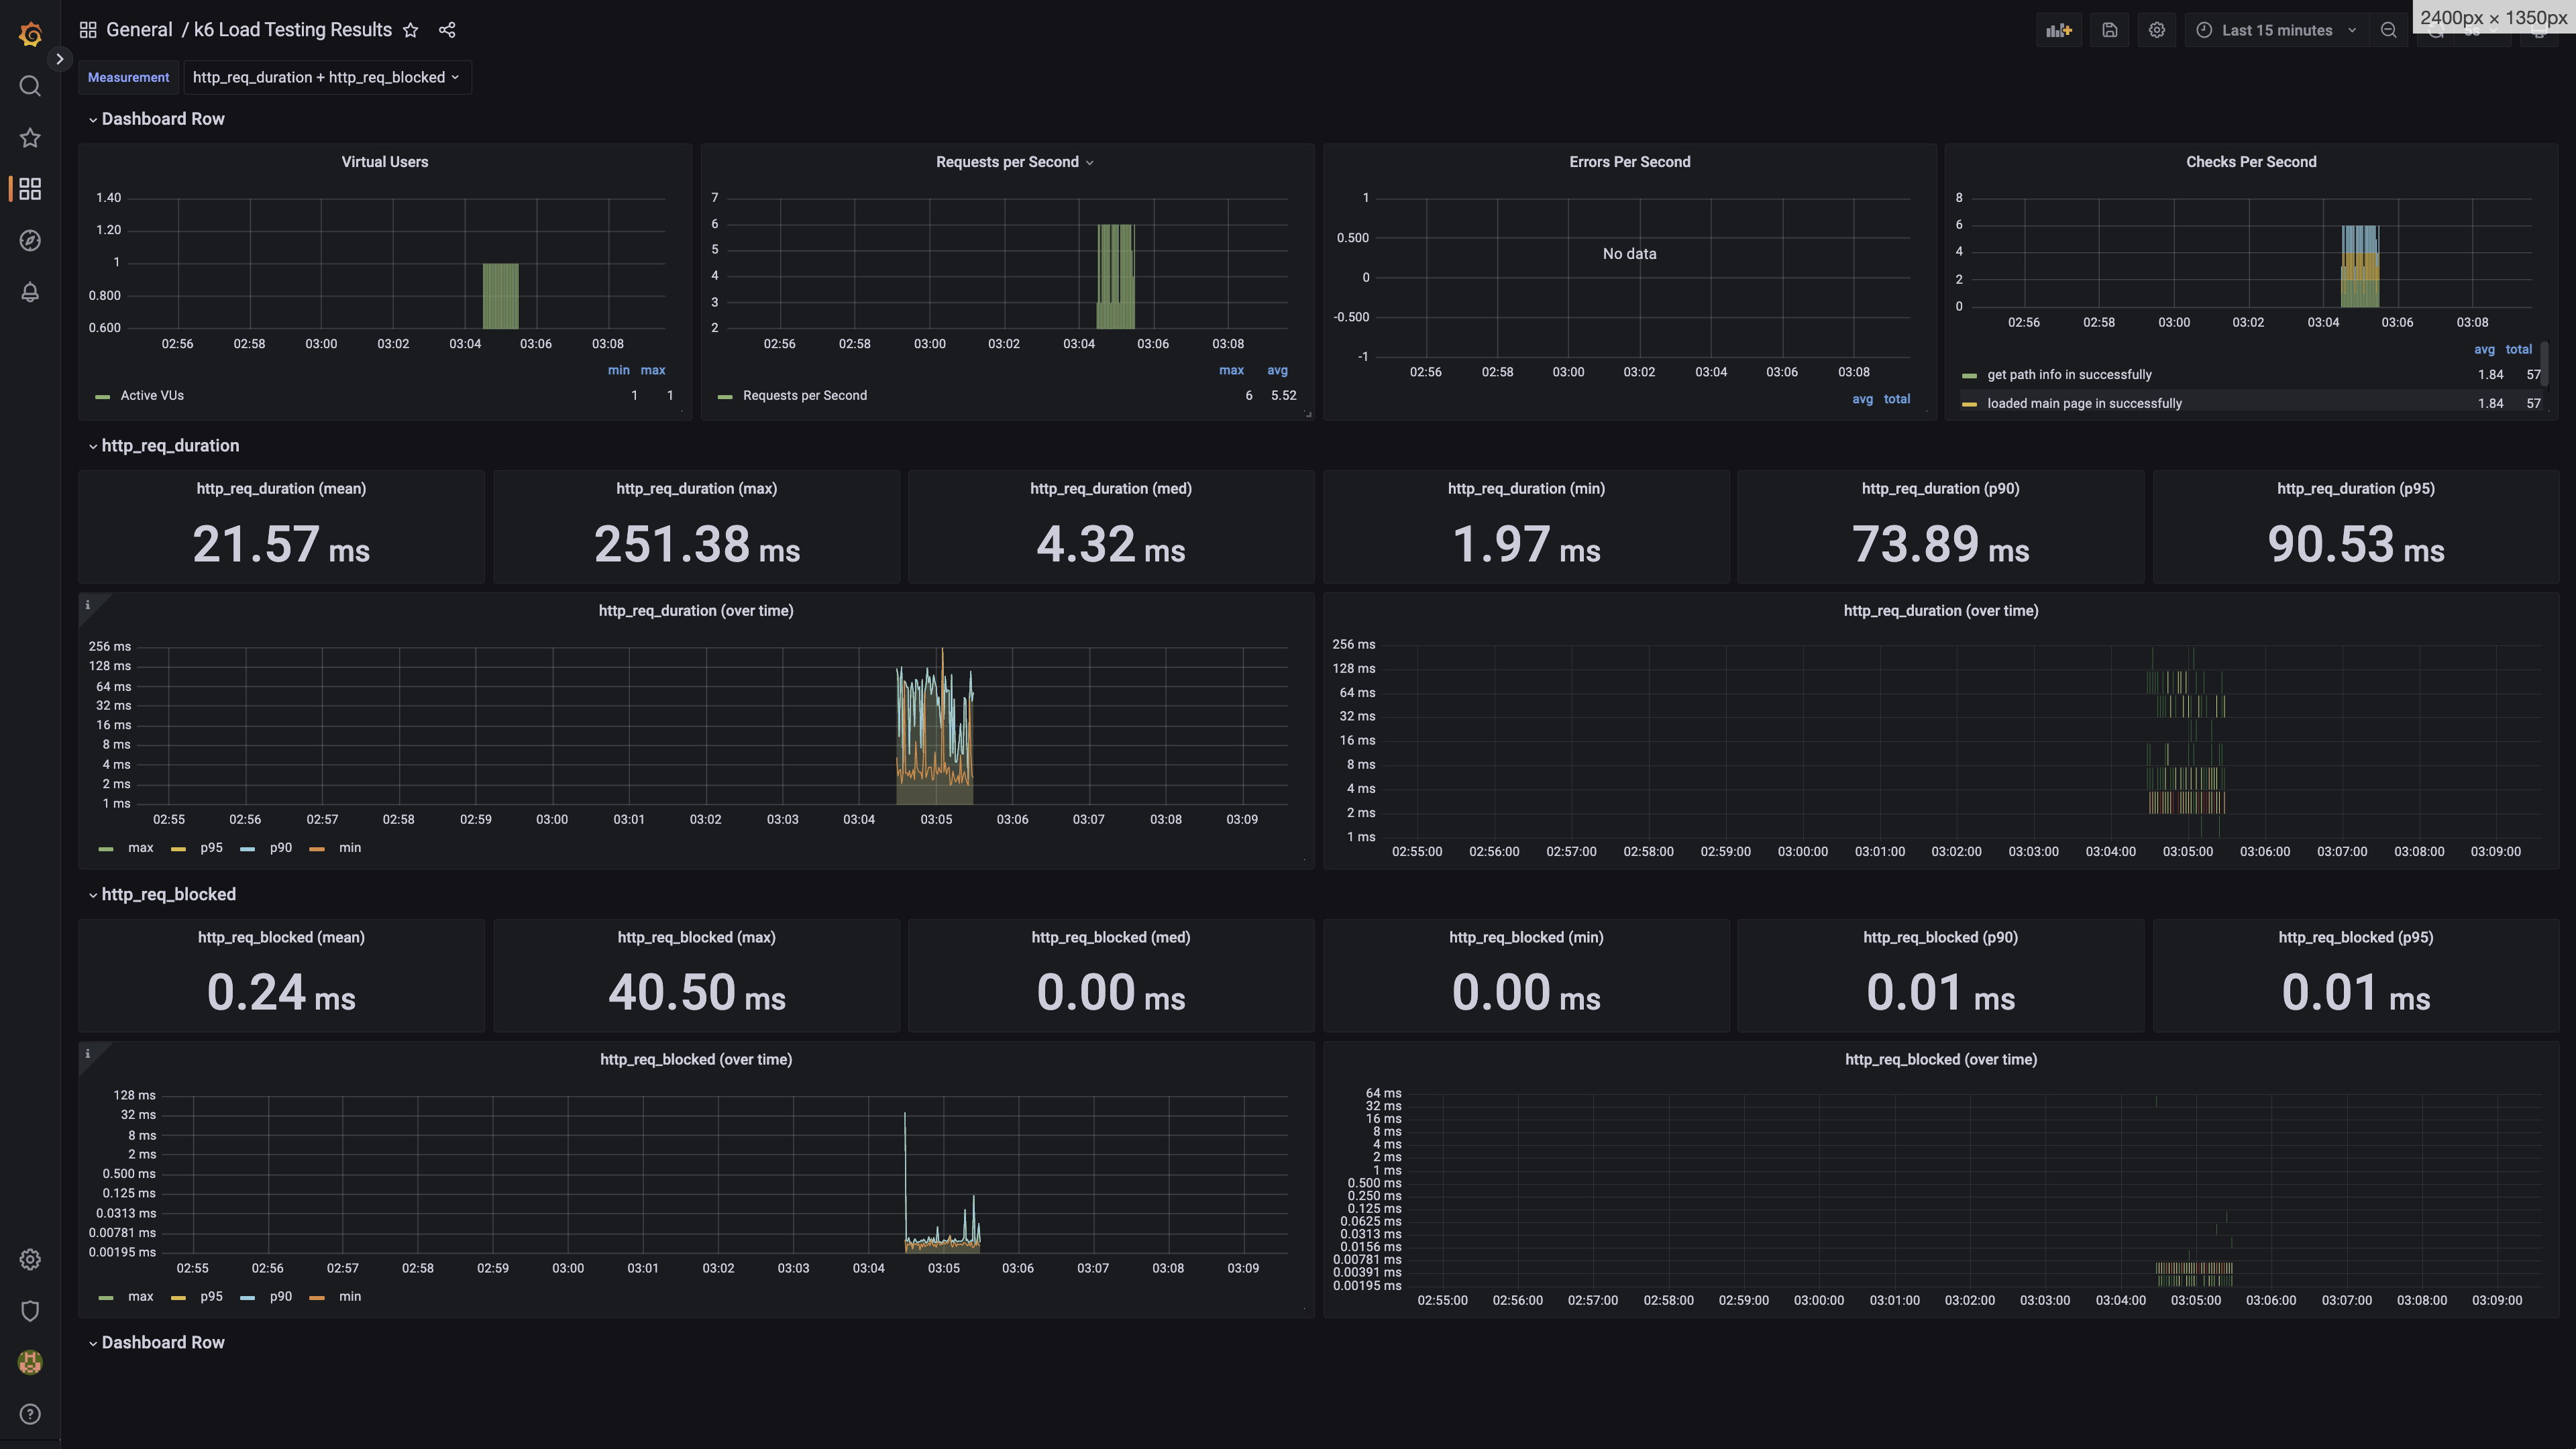 General / k6 Load Testing Results
Last 15 minutes
2400px × 1350px
Measurement
http_req_duration + http_req_blocked
Dashboard Row
Virtual Users
1.40
1.20
1
0.800
0.600
02:56 02:58 03:00 03:02 03:04 03:06 03:08
min max
Active VUs 1 1
Requests per Second
7
6
5
4
3
2
02:56 02:58 03:00 03:02 03:04 03:06 03:08
max avg
Requests per Second 6 5.52
Errors Per Second
1
0.500
0
-0.500
-1
No data
02:56 02:58 03:00 03:02 03:04 03:06 03:08
avg total
Checks Per Second
8
6
4
2
0
02:56 02:58 03:00 03:02 03:04 03:06 03:08
avg total
get path info in successfully 1.84 57
loaded main page in successfully 1.84 57
http_req_duration
http_req_duration (mean)
21.57 ms
http_req_duration (max)
251.38 ms
http_req_duration (med)
4.32 ms
http_req_duration (min)
1.97 ms
http_req_duration (p90)
73.89 ms
http_req_duration (p95)
90.53 ms
http_req_duration (over time)
256 ms
128 ms
64 ms
32 ms
16 ms
8 ms
4 ms
2 ms
1 ms
02:55 02:56 02:57 02:58 02:59 03:00 03:01 03:02 03:03 03:04 03:05 03:06 03:07 03:08 03:09
max p95 p90 min
http_req_duration (over time)
256 ms
128 ms
64 ms
32 ms
16 ms
8 ms
4 ms
2 ms
1 ms
02:55:00 02:56:00 02:57:00 02:58:00 02:59:00 03:00:00 03:01:00 03:02:00 03:03:00 03:04:00 03:05:00 03:06:00 03:07:00 03:08:00 03:09:00
http_req_blocked
http_req_blocked (mean)
0.24 ms
http_req_blocked (max)
40.50 ms
http_req_blocked (med)
0.00 ms
http_req_blocked (min)
0.00 ms
http_req_blocked (p90)
0.01 ms
http_req_blocked (p95)
0.01 ms
http_req_blocked (over time)
128 ms
32 ms
8 ms
2 ms
0.500 ms
0.125 ms
0.0313 ms
0.00781 ms
0.00195 ms
02:55 02:56 02:57 02:58 02:59 03:00 03:01 03:02 03:03 03:04 03:05 03:06 03:07 03:08 03:09
max p95 p90 min
http_req_blocked (over time)
64 ms
32 ms
16 ms
8 ms
4 ms
2 ms
1 ms
0.500 ms
0.250 ms
0.125 ms
0.0625 ms
0.0313 ms
0.0156 ms
0.00781 ms
0.00391 ms
0.00195 ms
02:55:00 02:56:00 02:57:00 02:58:00 02:59:00 03:00:00 03:01:00 03:02:00 03:03:00 03:04:00 03:05:00 03:06:00 03:07:00 03:08:00 03:09:00
Dashboard Row